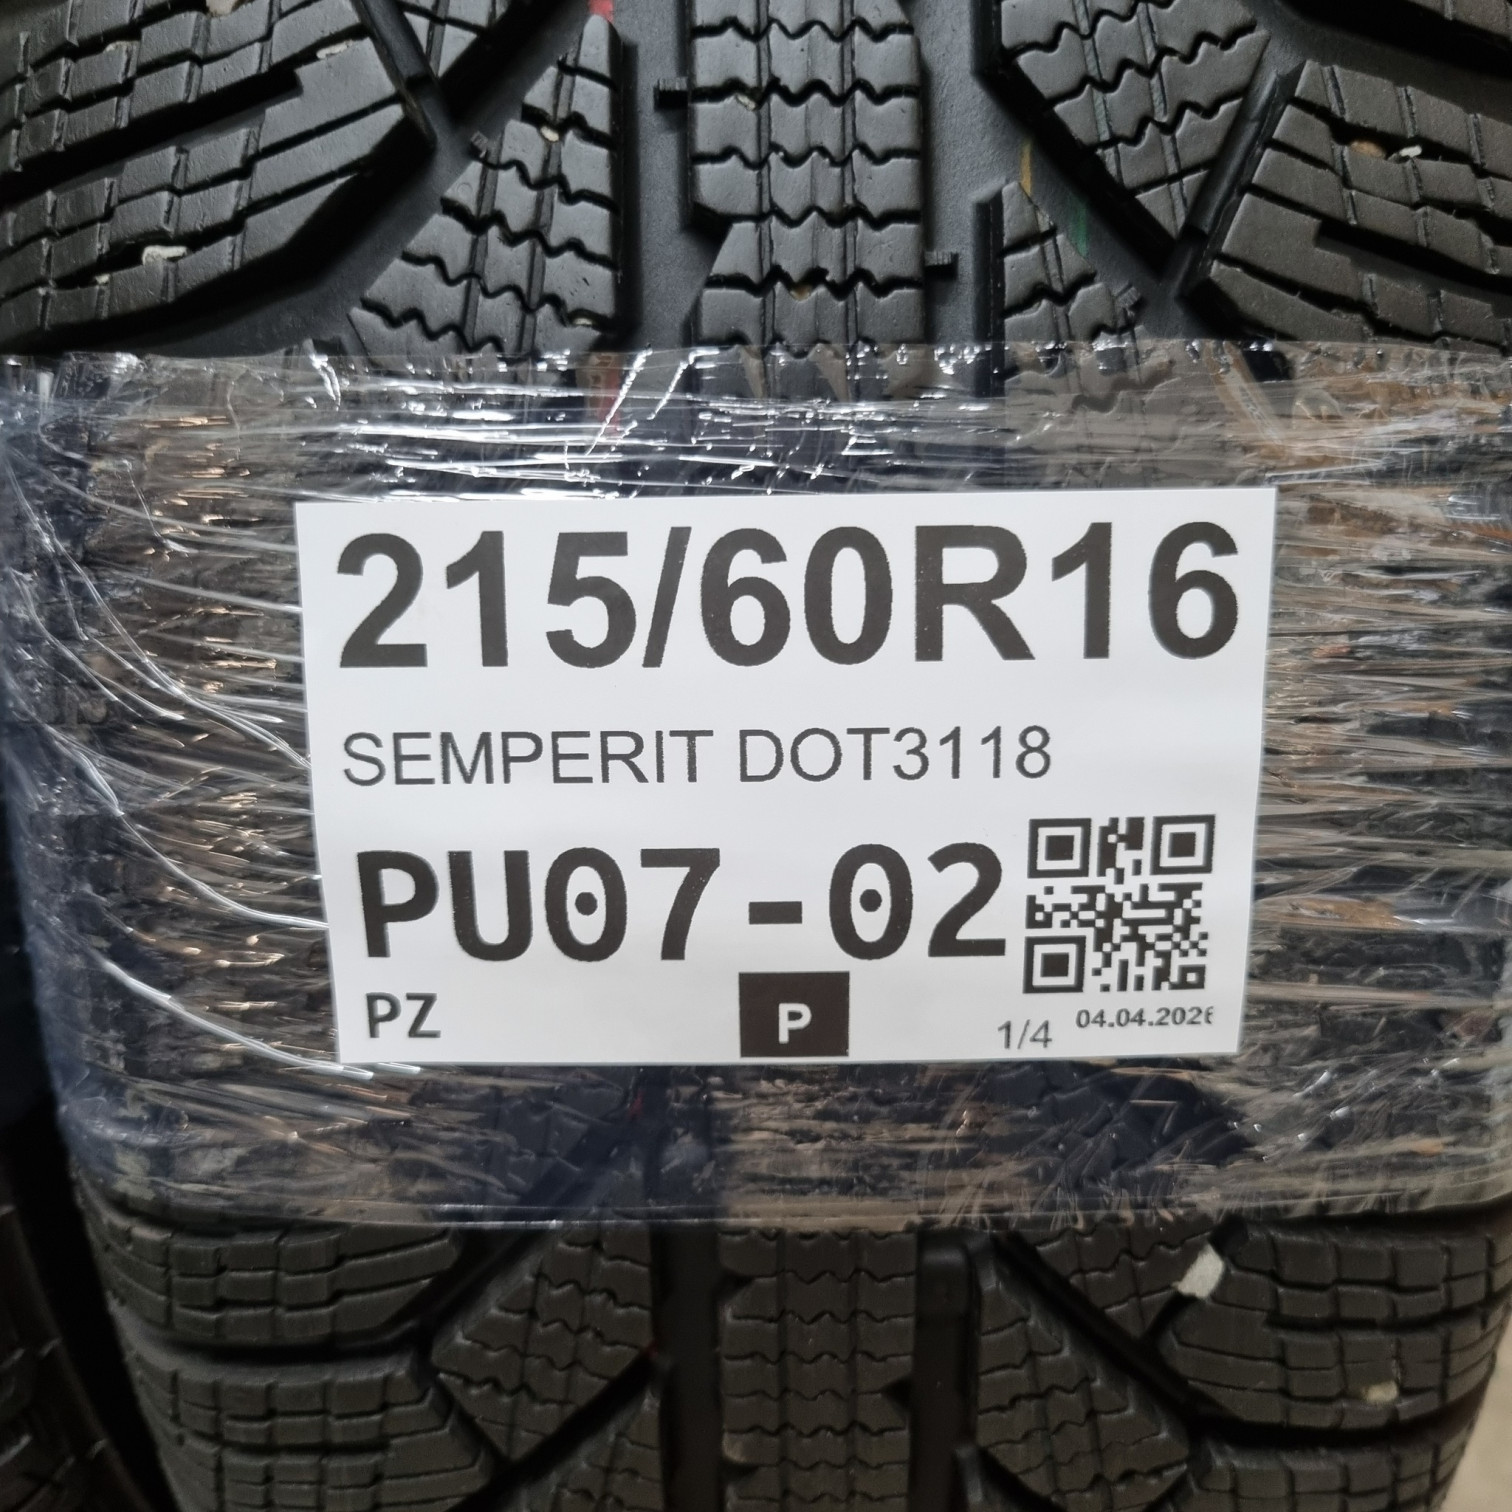 215/60R16
SEMPERIT DOT3118
PU07-02
PZ P 1/4 04.04.2026